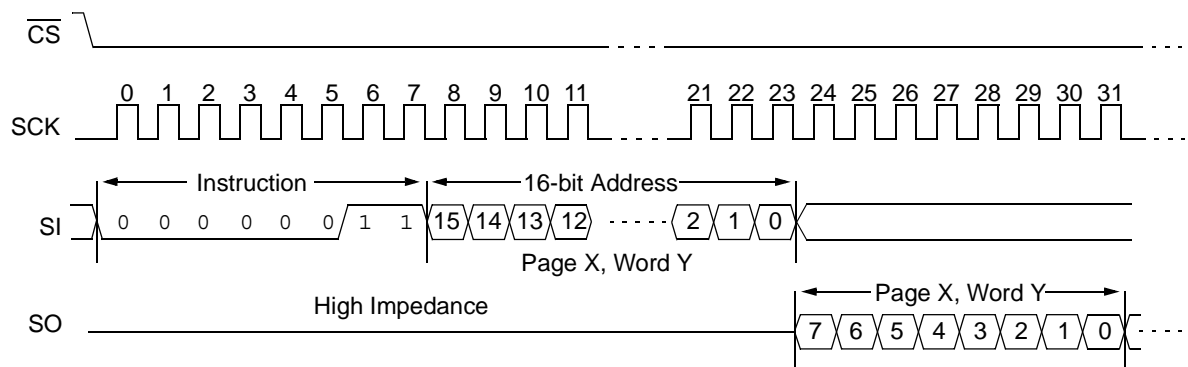 CS
0 1 2 3 4 5 6 7 8 9 10 11 21 22 23 24 25 26 27 28 29 30 31
SCK
Instruction 16-bit Address
SI 0 0 0 0 0 0 1 1 15 14 13 12 2 1 0
Page X, Word Y
Page X, Word Y
High Impedance
SO 7 6 5 4 3 2 1 0